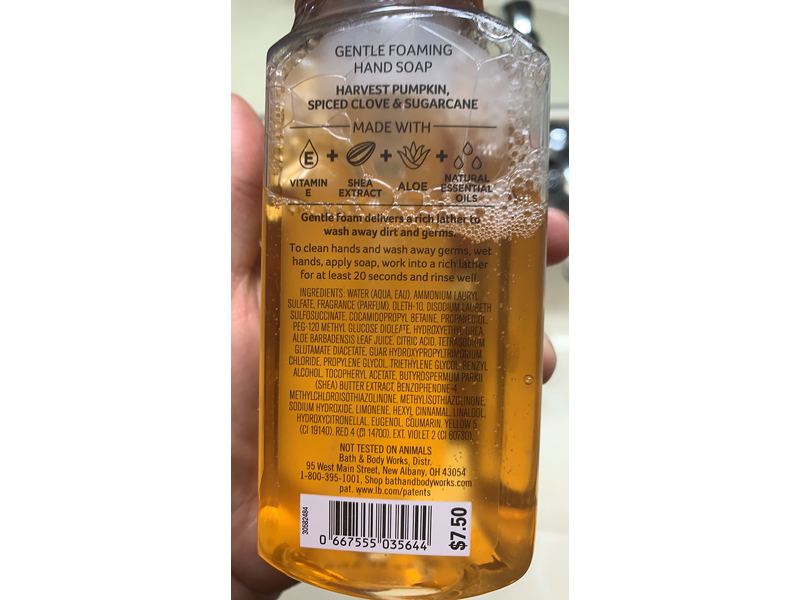 GENTLE FOAMING
HAND SOAP
HARVEST PUMPKIN,
SPICED CLOVE & SUGARCANE
MADE WITH
E + + +
VITAMIN E
SHEA EXTRACT
ALOE
NATURAL ESSENTIAL OILS
Gentle Foam delivers a rich lather to
wash away dirt and germs.
To clean hands and wash away germs, wet
hands, apply soap, work into a rich lather
for at least 20 seconds and rinse well.
INGREDIENTS: WATER (AQUA, EAU), AMMONIUM LAURYL
SULFATE, FRAGRANCE (PARFUM), OLETH-10, DISODIUM LAURETH
SULFOSUCCINATE, COCAMIDOPROPYL BETAINE, PROPANEDIOL,
PEG-120 METHYL GLUCOSE DIOLEATE, HYDROXYETHYL UREA,
ALOE BARBADENSIS LEAF JUICE, CITRIC ACID, TETRASODIUM
GLUTAMATE DIACETATE, GUAR HYDROXYPROPYLTRIMONIUM
CHLORIDE, PROPYLENE GLYCOL, TRIETHYLENE GLYCOL, BENZYL
ALCOHOL, TOCOPHERYL ACETATE, BUTYROSPERMUM PARKII
(SHEA) BUTTER EXTRACT, BENZOPHENONE-4,
METHYLCHLOROISOTHIAZOLINONE, METHYLISOTHIAZOLINONE,
SODIUM HYDROXIDE, LIMONENE, HEXYL CINNAMAL, LINALOOL,
HYDROXYCITRONELLAL, EUGENOL, COUMARIN, YELLOW 5
(CI 19140), RED 4 (CI 14700), EXT. VIOLET 2 (CI 60730).
NOT TESTED ON ANIMALS
Bath & Body Works, Distr.
95 West Main Street, New Albany, OH 43054
1-800-395-1001, Shop bathandbodyworks.com
pat. www.lb.com/patents
30582484
0 667555 035644
$7.50